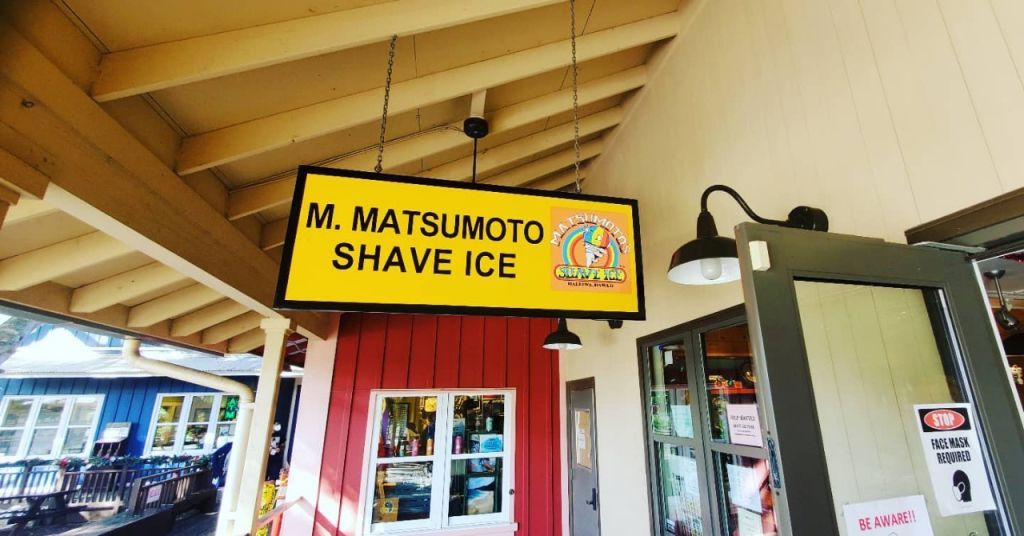 M. MATSUMOTO
SHAVE ICE
MATSUMOTO'S
SHAVE ICE
HALEIWA, HAWAII
STOP
FACE MASK
REQUIRED
BE AWARE!!